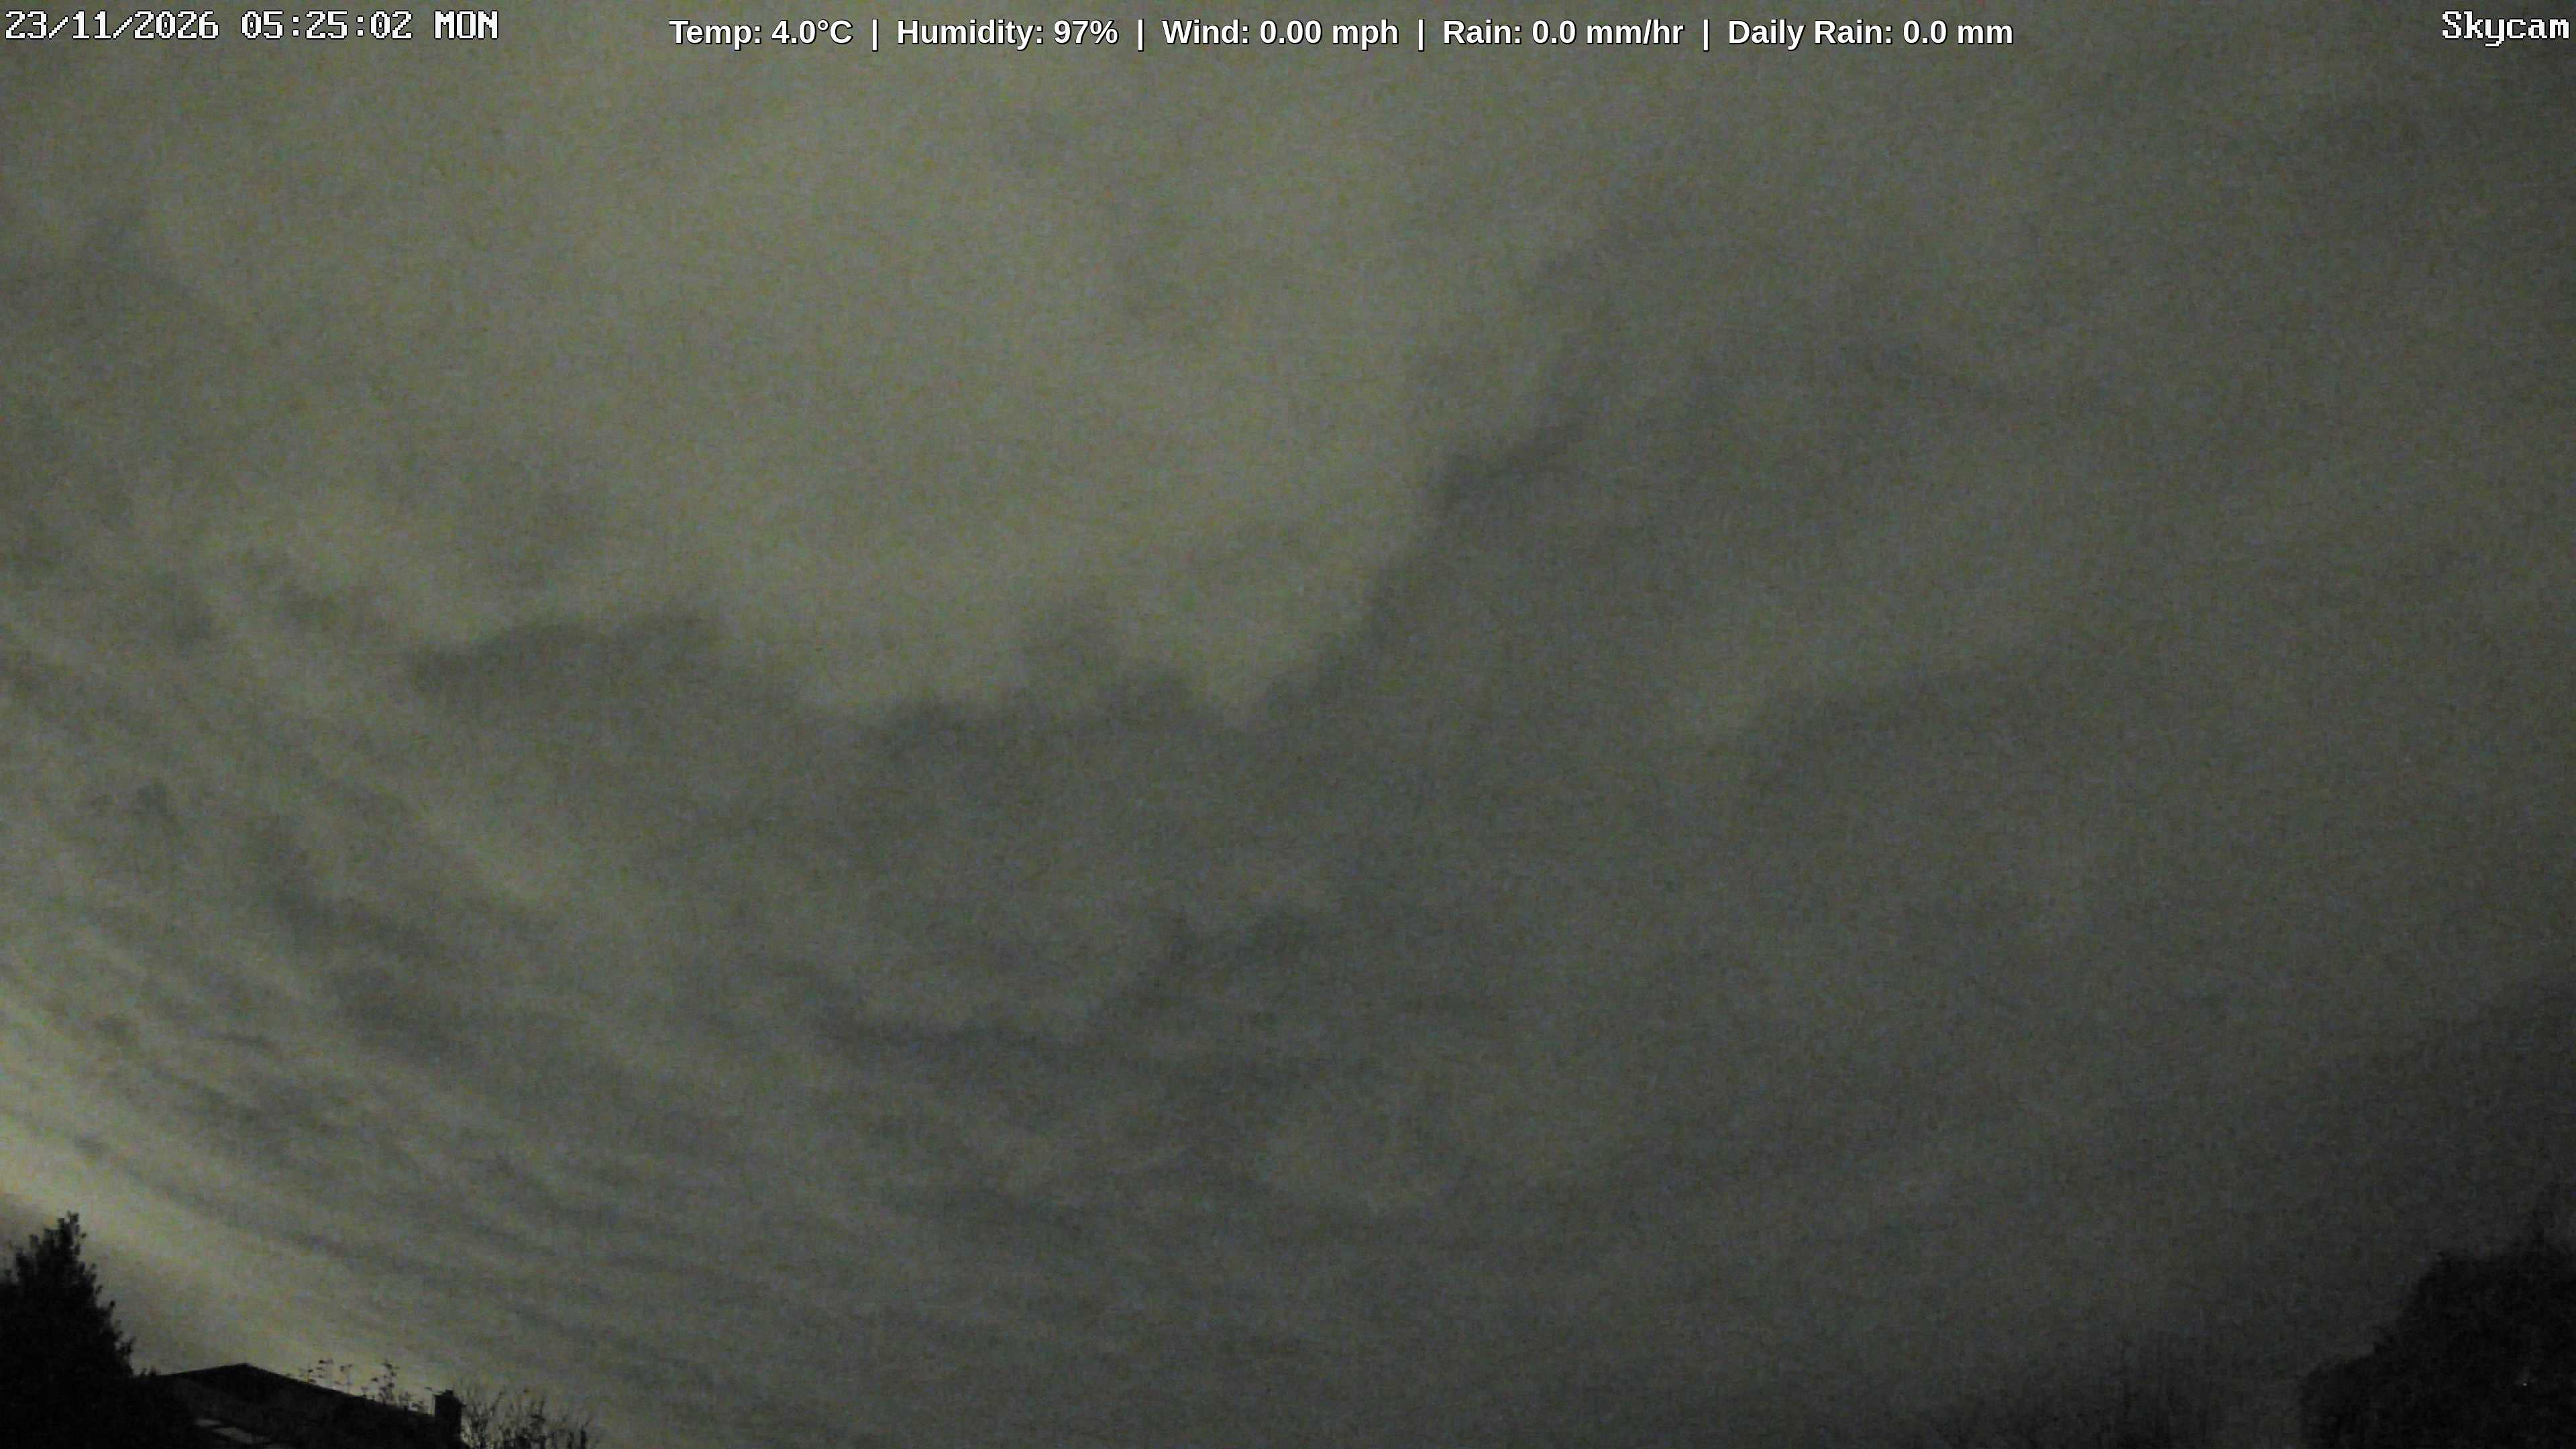 23/11/2026 05:25:02 MON
Temp: 4.0°C | Humidity: 97% | Wind: 0.00 mph | Rain: 0.0 mm/hr | Daily Rain: 0.0 mm
Skycam